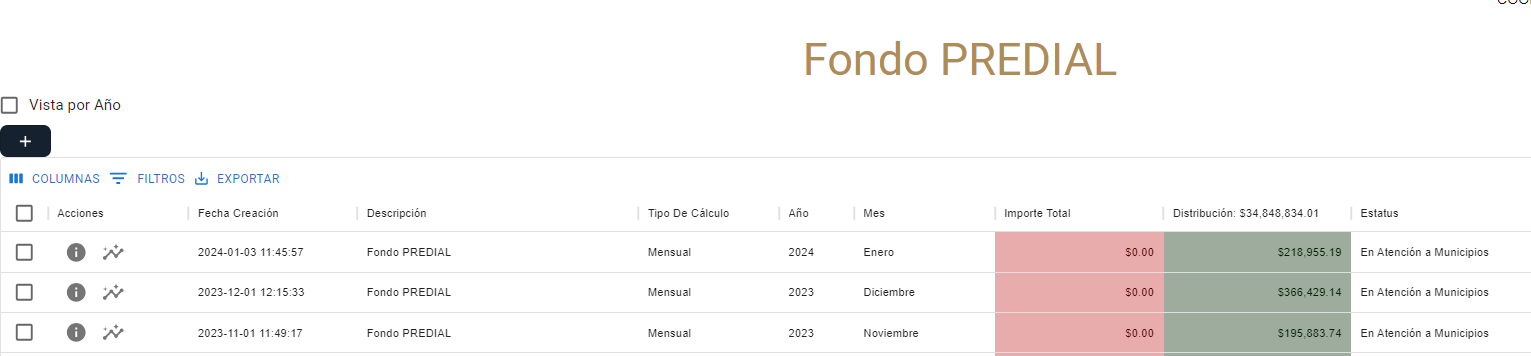 Fondo PREDIAL
Vista por Año
+
COLUMNAS FILTROS EXPORTAR
Acciones Fecha Creación Descripción Tipo De Cálculo Año Mes Importe Total Distribución: $34,848,834.01 Estatus
2024-01-03 11:45:57 Fondo PREDIAL Mensual 2024 Enero $0.00 $218,955.19 En Atención a Municipios
2023-12-01 12:15:33 Fondo PREDIAL Mensual 2023 Diciembre $0.00 $366,429.14 En Atención a Municipios
2023-11-01 11:49:17 Fondo PREDIAL Mensual 2023 Noviembre $0.00 $195,883.74 En Atención a Municipios